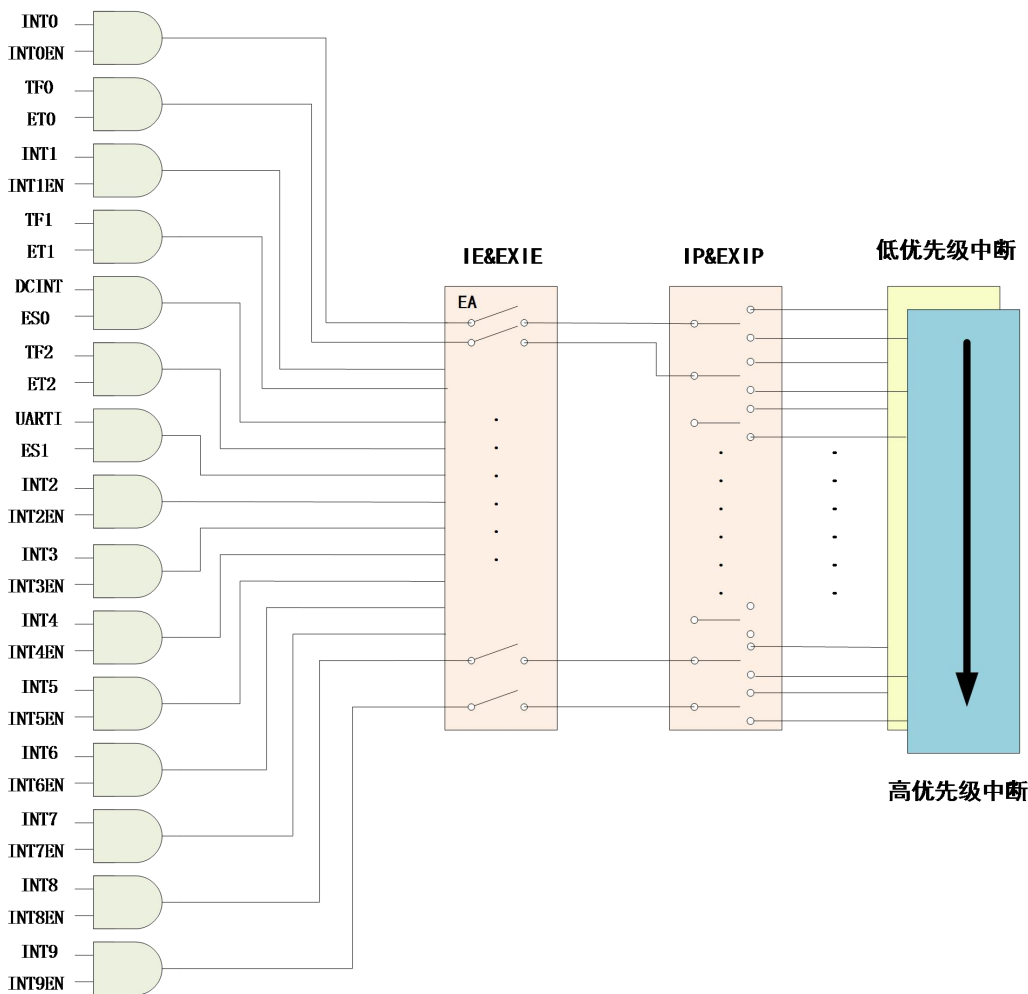 INT0
INT0EN
TF0
ET0
INT1
INT1EN
TF1
ET1
DCINT
ES0
TF2
ET2
UARTI
ES1
INT2
INT2EN
INT3
INT3EN
INT4
INT4EN
INT5
INT5EN
INT6
INT6EN
INT7
INT7EN
INT8
INT8EN
INT9
INT9EN
IE&EXIE
EA
IP&EXIP
低优先级中断
高优先级中断